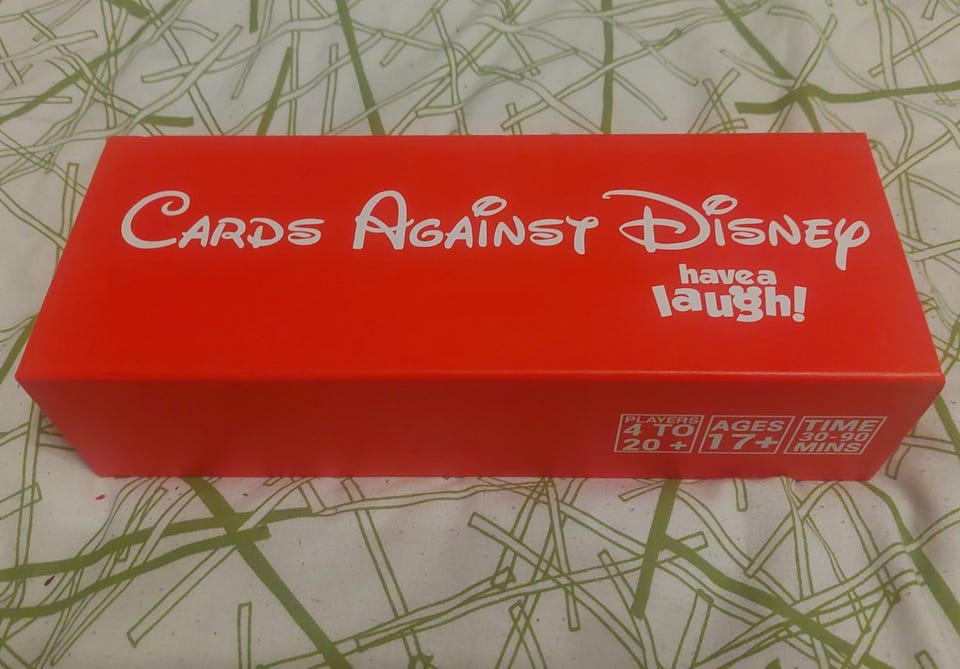 Cards Against Disney
have a
laugh!
PLAYERS
4 TO
20 +
AGES
17+
TIME
30-90
MINS